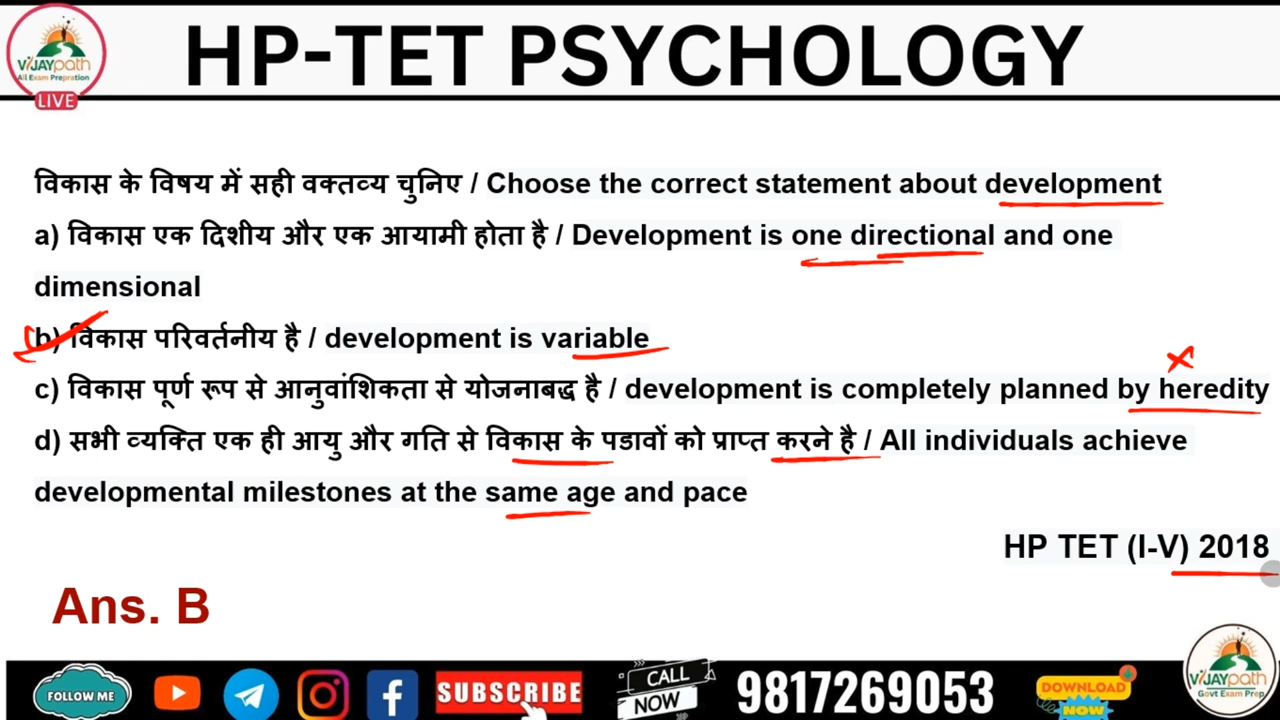 VIJAYpath
All Exam Prepration
LIVE
HP-TET PSYCHOLOGY
विकास के विषय में सही वक्तव्य चुनिए / Choose the correct statement about development
a) विकास एक दिशीय और एक आयामी होता है / Development is one directional and one
dimensional
b) विकास परिवर्तनीय है / development is variable
c) विकास पूर्ण रूप से आनुवांशिकता से योजनाबद्ध है / development is completely planned by heredity
d) सभी व्यक्ति एक ही आयु और गति से विकास के पडावों को प्राप्त करने है / All individuals achieve
developmental milestones at the same age and pace
HP TET (I-V) 2018
Ans. B
FOLLOW ME
SUBSCRIBE
CALL
NOW
9817269053
DOWNLOAD
NOW
VIJAYpath
Govt Exam Prep